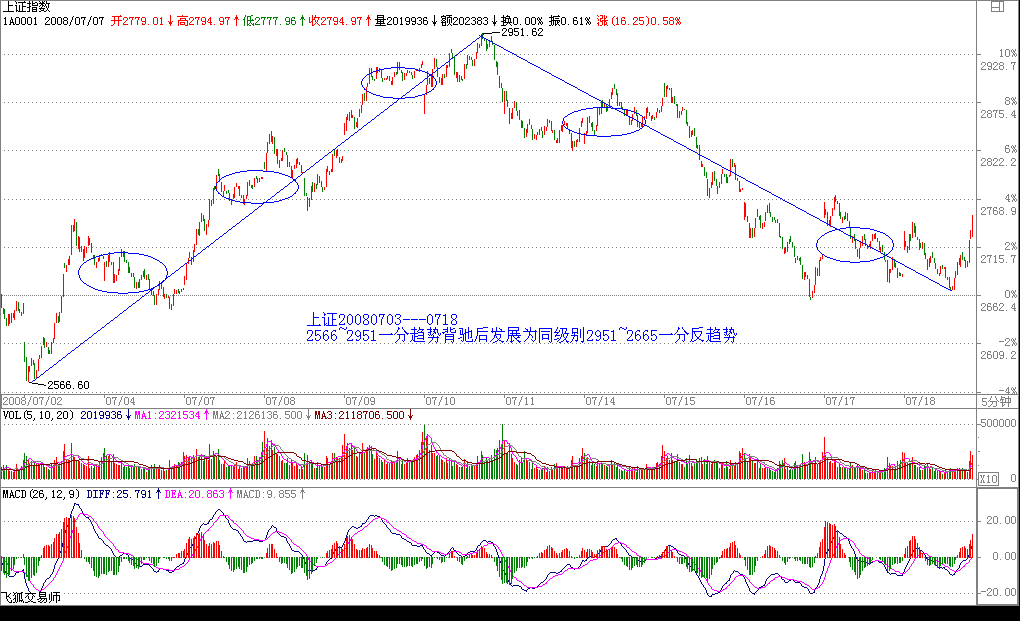 上证指数
1A0001 2008/07/07 开2779.01↓高2794.97↑低2777.96↑收2794.97↑量2019936↓额202383↓换0.00% 振0.61% 涨(16.25)0.58%
2951.62
10%
2928.7
8%
2875.4
6%
2822.2
4%
2768.9
2%
2715.7
0%
2662.4
上证20080703---0718
2566~2951一分趋势背驰后发展为同级别2951~2665一分反趋势
-2%
2609.2
2566.60
-4%
2008/07/02 07/04 07/07 07/08 07/09 07/10 07/11 07/14 07/15 07/16 07/17 07/18 5分钟
VOL(5,10,20) 2019936↓MA1:2321534↑MA2:2126136.500↓MA3:2118706.500↓
500000
X10 0
MACD(26,12,9) DIFF:25.791↑DEA:20.863↑MACD:9.855↑
20.00
0.00
-20.00
飞狐交易师